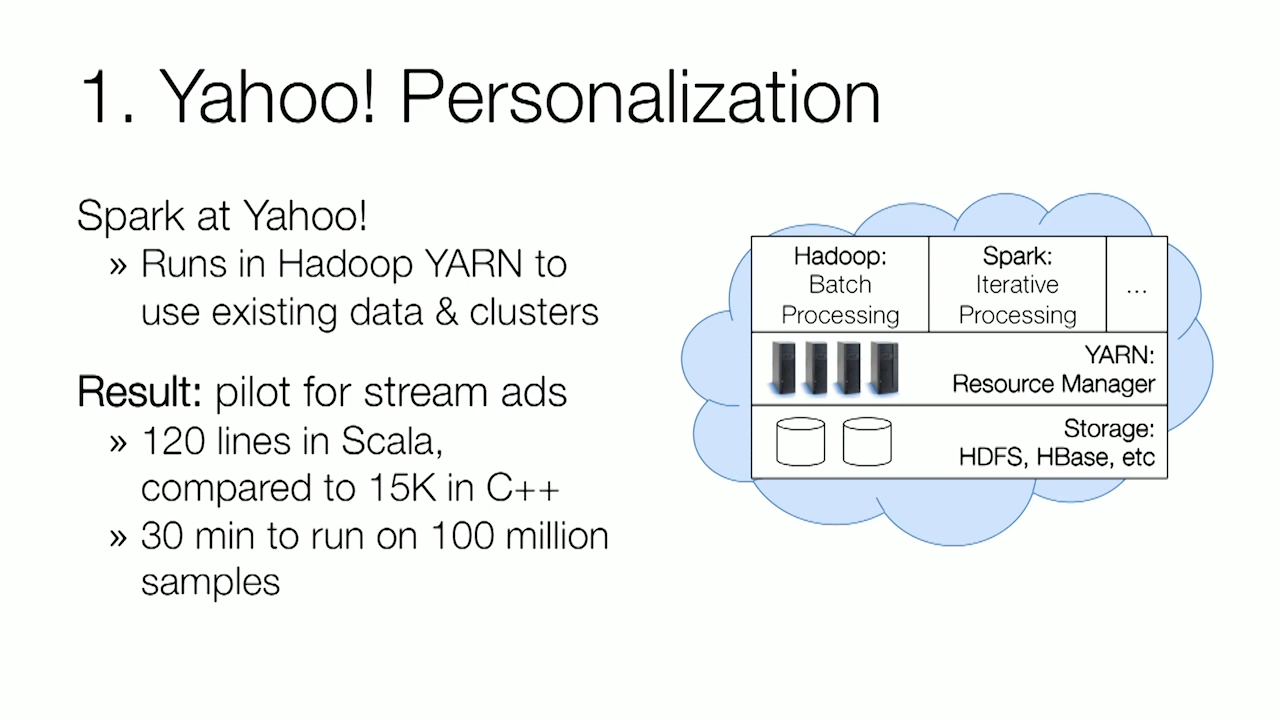 1. Yahoo! Personalization
Spark at Yahoo!
» Runs in Hadoop YARN to
use existing data & clusters
Result: pilot for stream ads
» 120 lines in Scala,
compared to 15K in C++
» 30 min to run on 100 million
samples
Hadoop:
Batch
Processing
Spark:
Iterative
Processing
...
YARN:
Resource Manager
Storage:
HDFS, HBase, etc